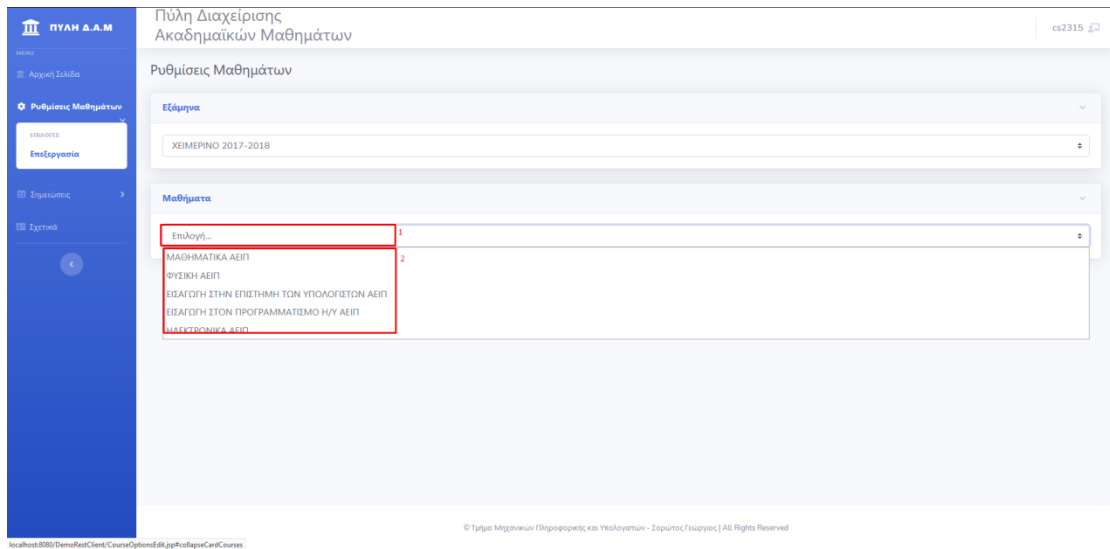 ΠΥΛΗ Δ.Α.Μ
Πύλη Διαχείρισης
Ακαδημαϊκών Μαθημάτων
cs2315
MENU
Αρχική Σελίδα
Ρυθμίσεις Μαθημάτων
Ρυθμίσεις Μαθημάτων
Εξάμηνα
ΕΠΙΛΟΓΕΣ:
Επεξεργασία
ΧΕΙΜΕΡΙΝΟ 2017-2018
Σημειώσεις
Μαθήματα
Σχετικά
Επιλογή...
1
ΜΑΘΗΜΑΤΙΚΑ ΑΕΙΠ
2
ΦΥΣΙΚΗ ΑΕΙΠ
ΕΙΣΑΓΩΓΗ ΣΤΗΝ ΕΠΙΣΤΗΜΗ ΤΩΝ ΥΠΟΛΟΓΙΣΤΩΝ ΑΕΙΠ
ΕΙΣΑΓΩΓΗ ΣΤΟΝ ΠΡΟΓΡΑΜΜΑΤΙΣΜΟ Η/Υ ΑΕΙΠ
ΗΛΕΚΤΡΟΝΙΚΑ ΑΕΙΠ
© Τμήμα Μηχανικών Πληροφορικής και Υπολογιστών - Σορώτος Γεώργιος | All Rights Reserved
localhost:8080/DemoRestClient/CourseOptionsEdit.jsp#collapseCardCourses